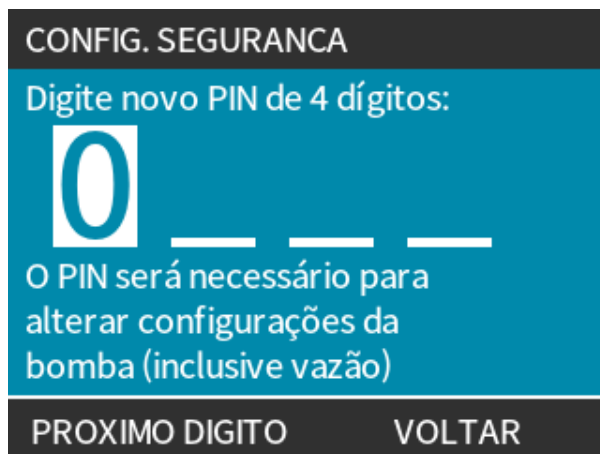 CONFIG. SEGURANCA
Digite novo PIN de 4 dígitos:
0 _ _ _
O PIN será necessário para
alterar configurações da
bomba (inclusive vazão)
PROXIMO DIGITO VOLTAR